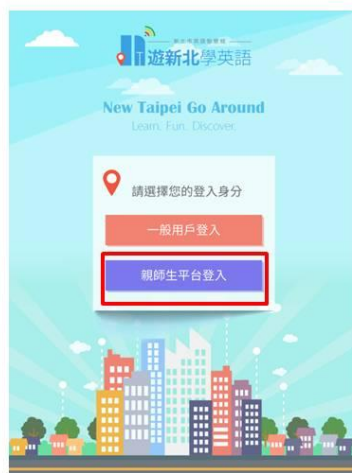 遊新北學英語
New Taipei Go Around
Learn. Fun. Discover.
請選擇您的登入身分
一般用戶登入
親師生平台登入